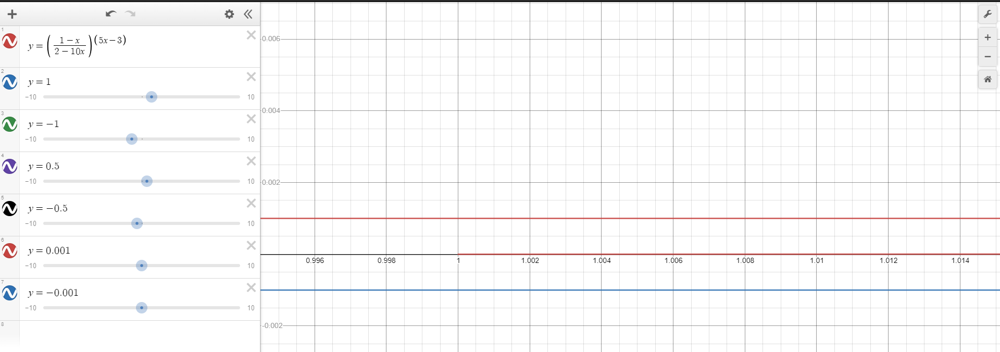 1
y = ((1 − x)/(2 − 10x))^(5x − 3)
2
y = 1
−10 10
3
y = −1
−10 10
4
y = 0.5
−10 10
5
y = −0.5
−10 10
6
y = 0.001
−10 10
7
y = −0.001
−10 10
8
0.006
0.004
0.002
0.996 0.998 1 1.002 1.004 1.006 1.008 1.01 1.012 1.014
-0.002